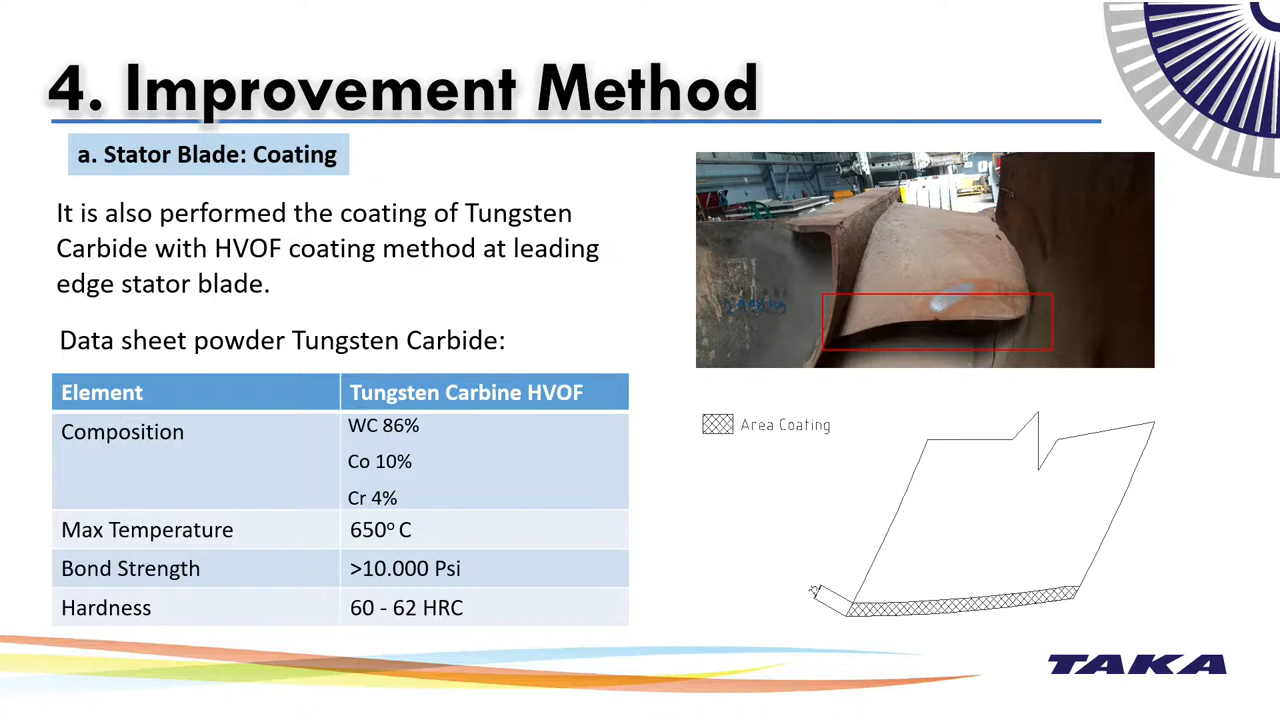 4. Improvement Method
a. Stator Blade: Coating
It is also performed the coating of Tungsten
Carbide with HVOF coating method at leading
edge stator blade.
Data sheet powder Tungsten Carbide:
Element Tungsten Carbine HVOF
Composition WC 86%
Co 10%
Cr 4%
Max Temperature 650º C
Bond Strength >10.000 Psi
Hardness 60 - 62 HRC
Area Coating
25
TAKA